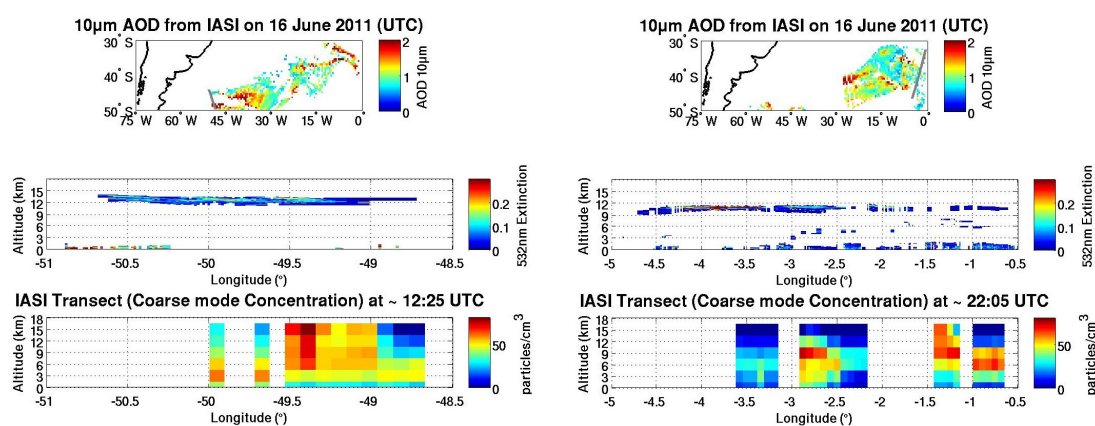 10µm AOD from IASI on 16 June 2011 (UTC)
30° S
40° S
50° S
75° W 60° W 45° W 30° W 15° W 0°
2
1
0
AOD 10µm
15
12
9
6
3
0
Altitude (km)
-51 -50.5 -50 -49.5 -49 -48.5
Longitude (°)
0.2
0.1
0
532nm Extinction
IASI Transect (Coarse mode Concentration) at ~ 12:25 UTC
18
15
12
9
6
3
0
Altitude (km)
-51 -50.5 -50 -49.5 -49 -48.5
Longitude (°)
50
0
particles/cm³
10µm AOD from IASI on 16 June 2011 (UTC)
30° S
40° S
50° S
75° W 60° W 45° W 30° W 15° W 0°
2
1
0
AOD 10µm
15
12
9
6
3
0
Altitude (km)
-5 -4.5 -4 -3.5 -3 -2.5 -2 -1.5 -1 -0.5
Longitude (°)
0.2
0.1
0
532nm Extinction
IASI Transect (Coarse mode Concentration) at ~ 22:05 UTC
18
15
12
9
6
3
0
Altitude (km)
-5 -4.5 -4 -3.5 -3 -2.5 -2 -1.5 -1 -0.5
Longitude (°)
50
0
particles/cm³